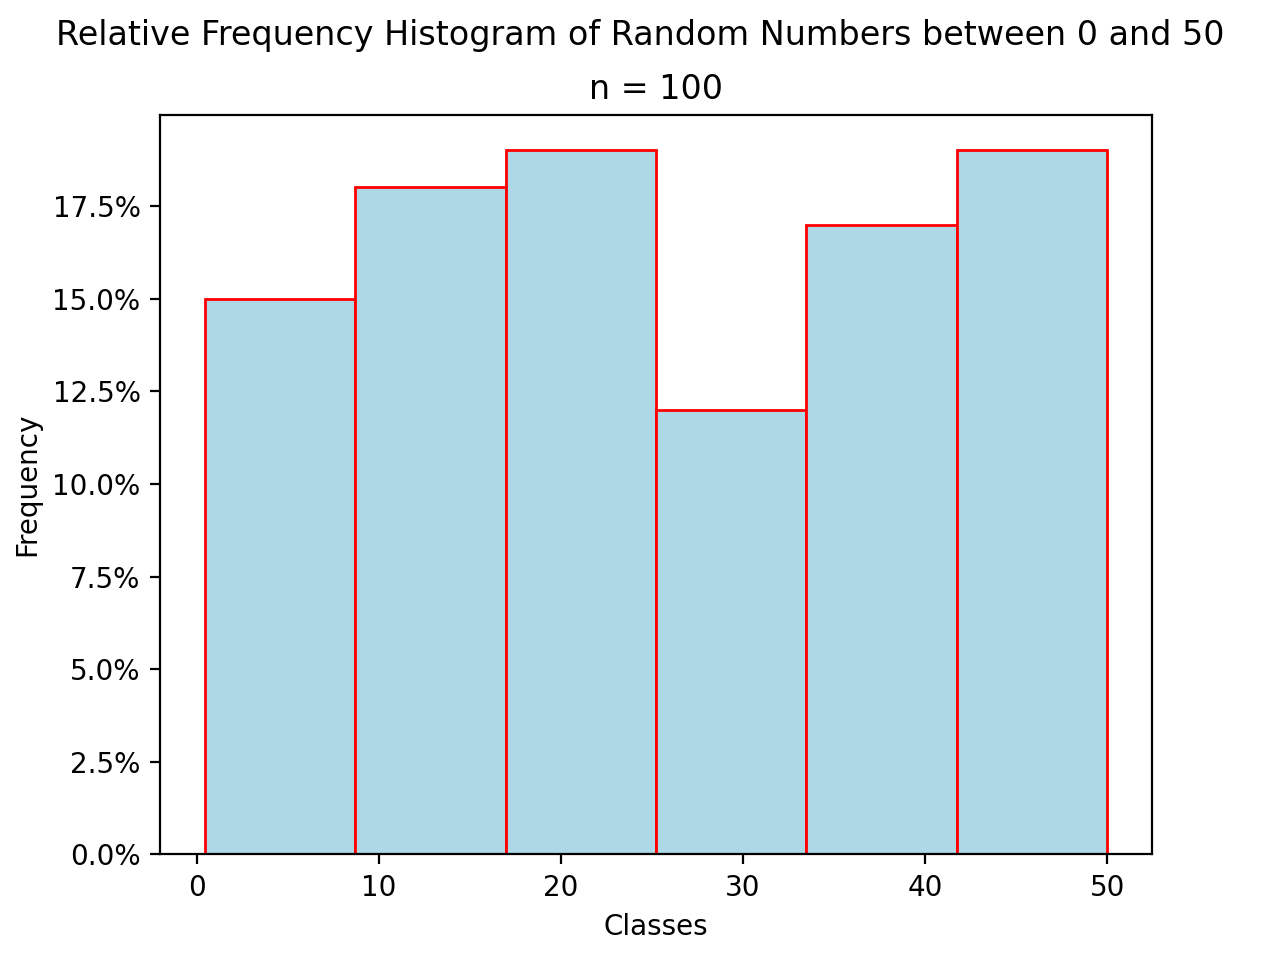 Relative Frequency Histogram of Random Numbers between 0 and 50
n = 100
17.5%
15.0%
12.5%
10.0%
7.5%
5.0%
2.5%
0.0%
Frequency
0 10 20 30 40 50
Classes